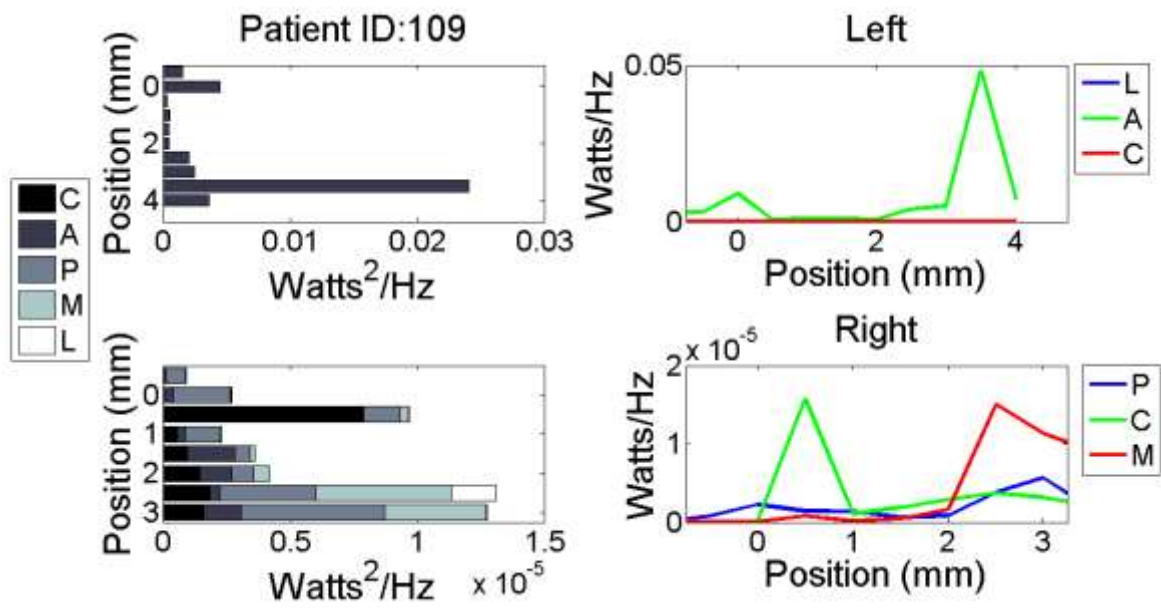 Patient ID:109
Position (mm)
0
2
4
0
0.01
0.02
0.03
Watts²/Hz
Left
Watts/Hz
0.05
0
0
2
4
Position (mm)
L
A
C
C
A
P
M
L
Position (mm)
0
1
2
3
0
0.5
1
1.5
Watts²/Hz
x 10⁻⁵
Right
x 10⁻⁵
Watts/Hz
2
1
0
0
1
2
3
Position (mm)
P
C
M